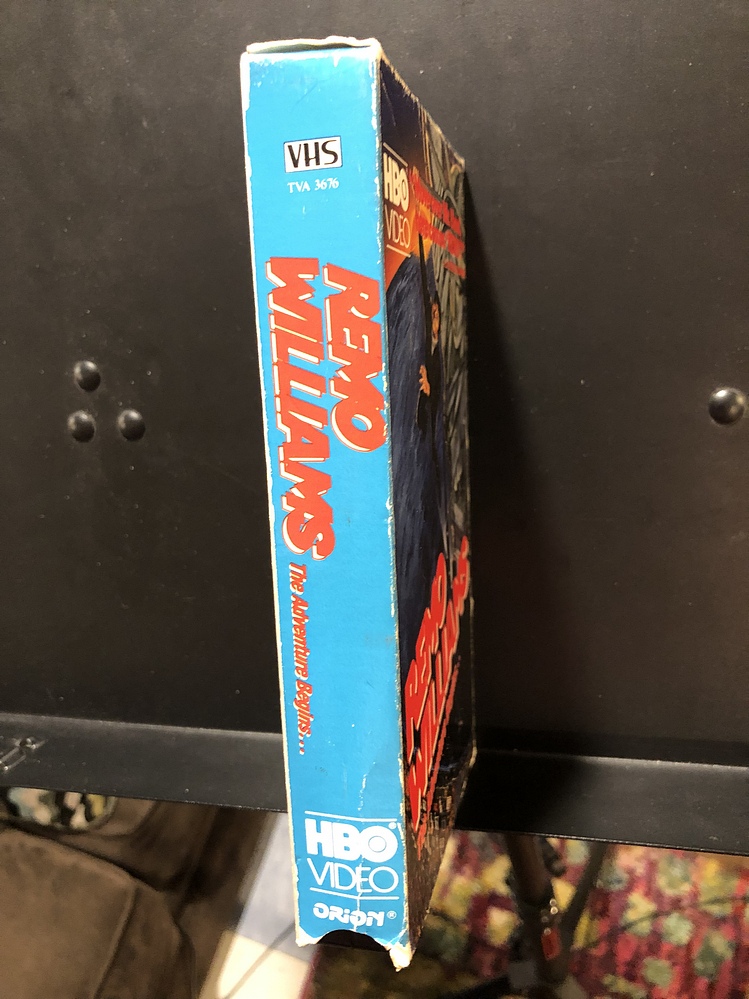 VHS
TVA 3676
REMO
WILLIAMS
The Adventure Begins...
HBO®
VIDEO
ORION®
HBO
VIDEO
REMO
WILLIAMS